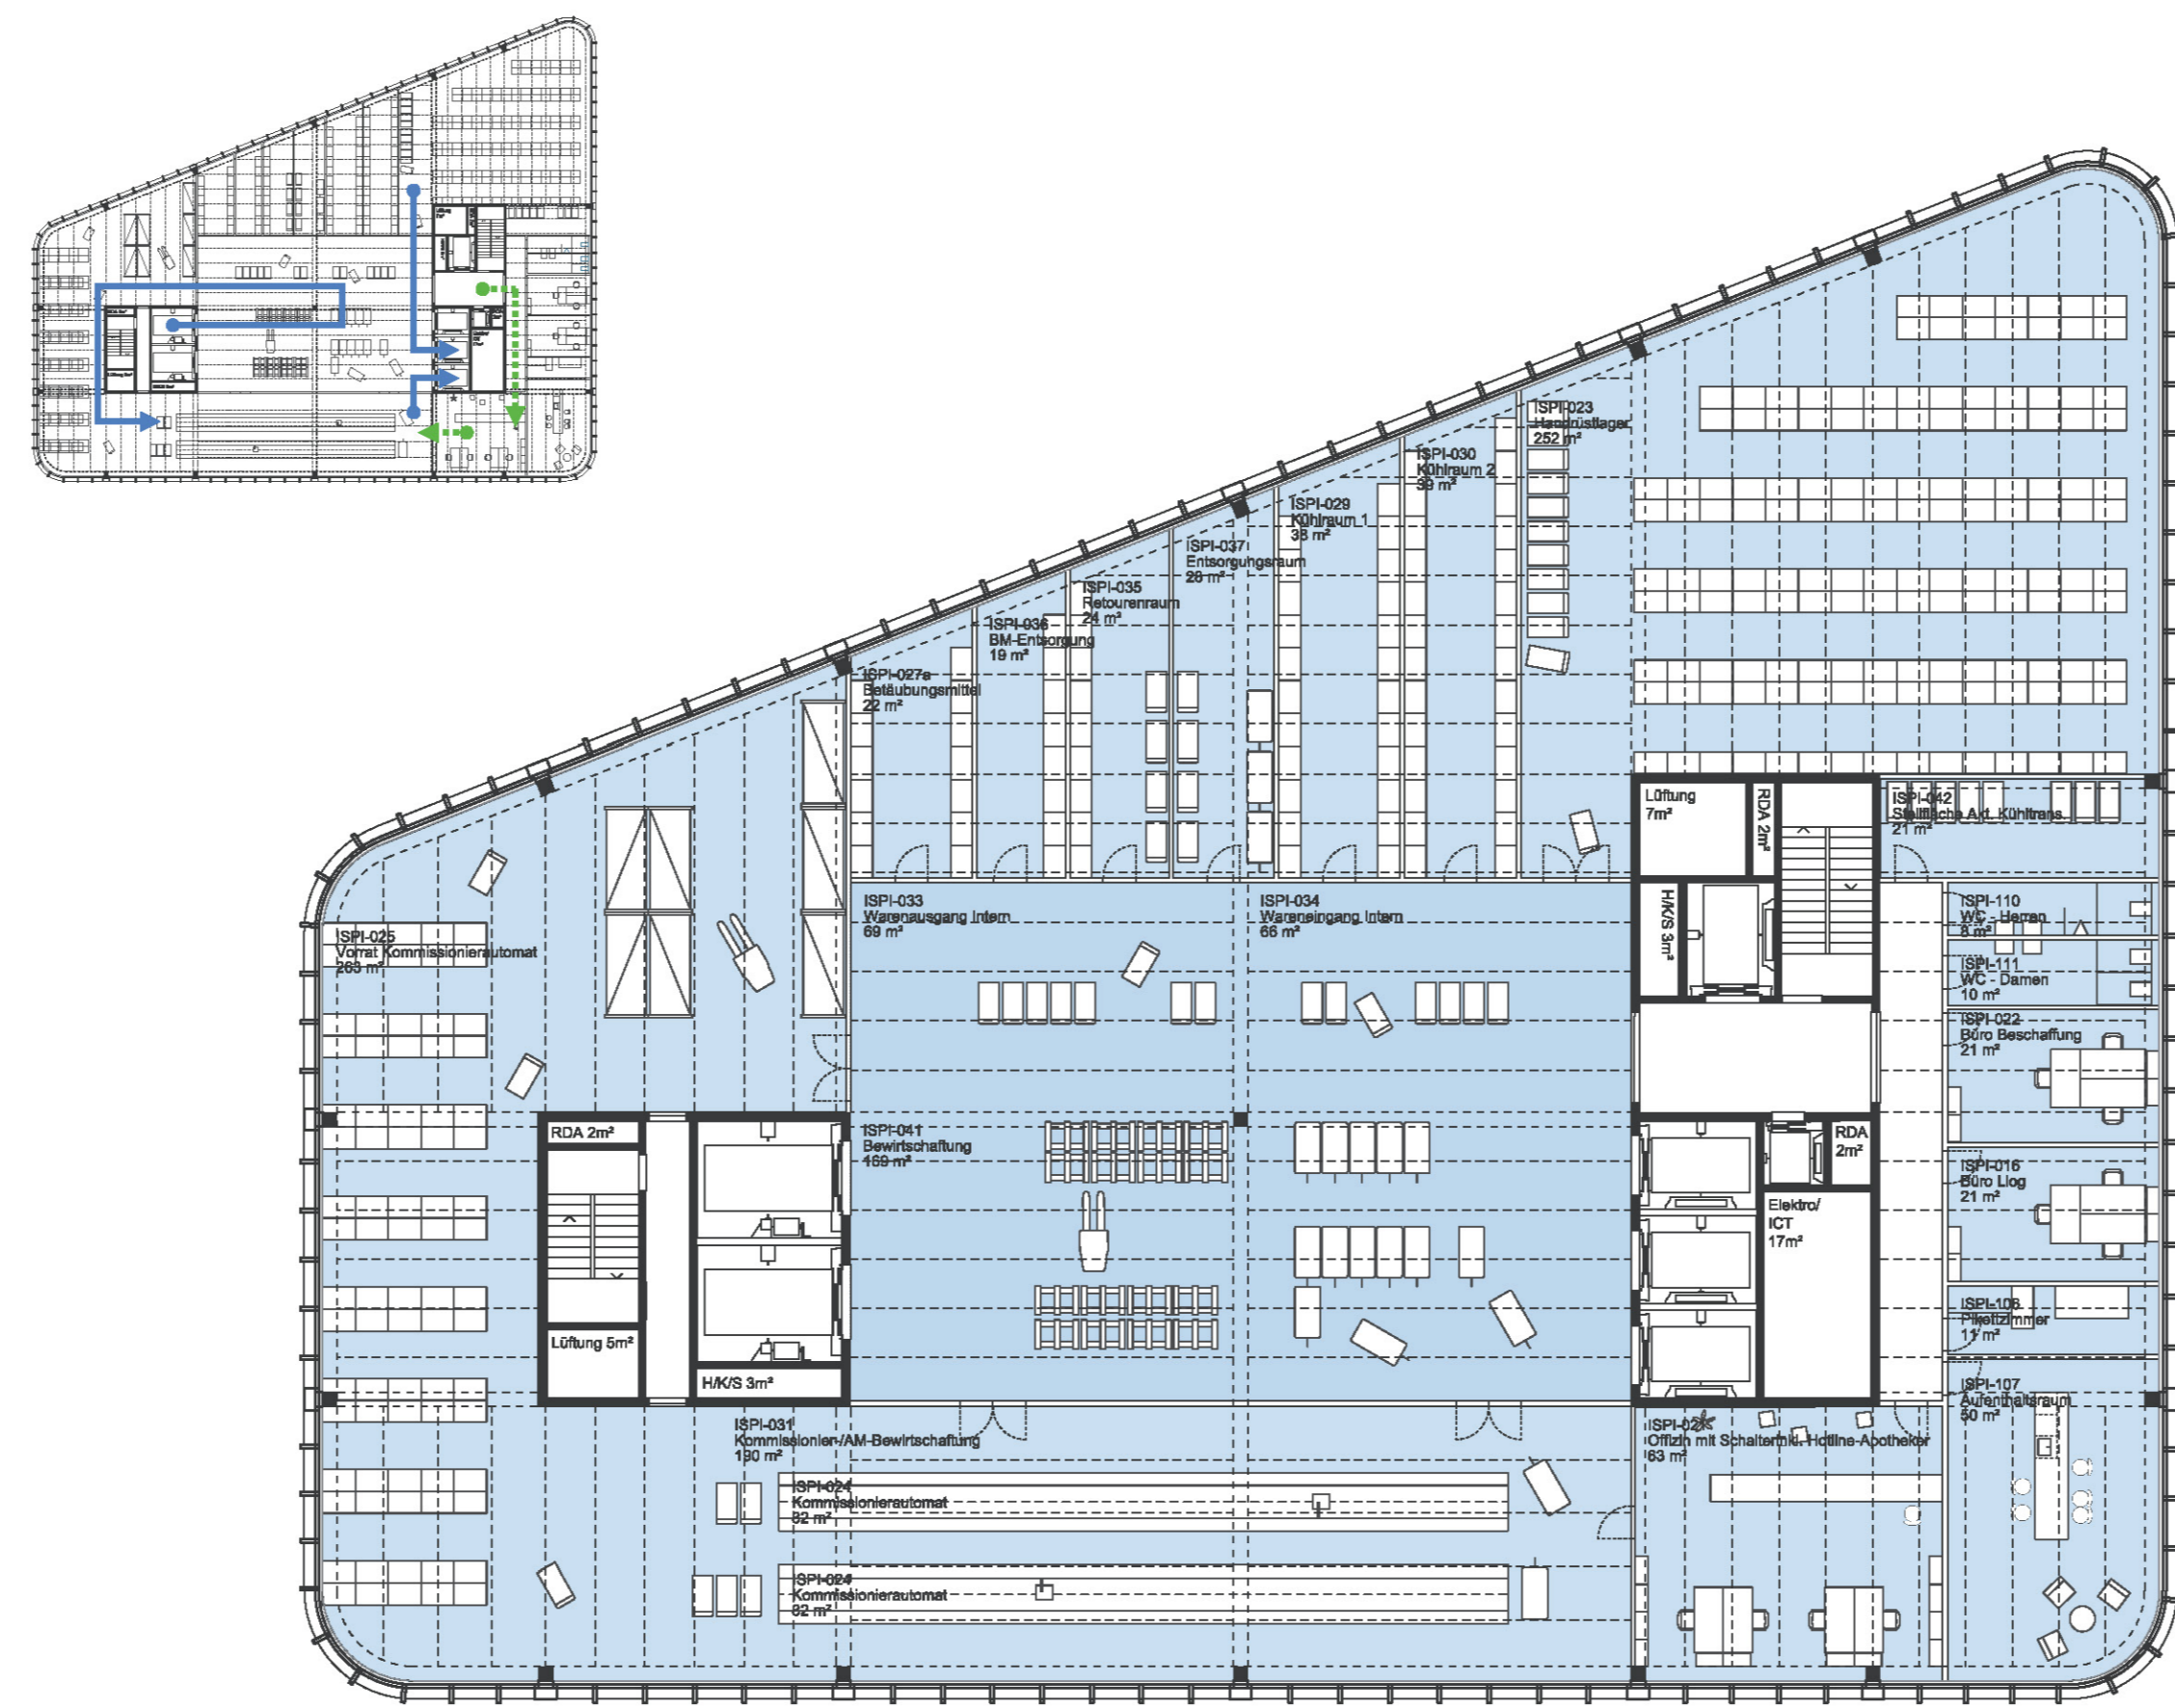 ISPI-023
Handrüstlager
252 m²
ISPI-030
Kühlraum 2
39 m²
ISPI-029
Kühlraum 1
38 m²
ISPI-037
Entsorgungsraum
28 m²
ISPI-035
Retourenraum
24 m²
ISPI-036
BM-Entsorgung
19 m²
ISPI-027a
Betäubungsmittel
22 m²
Lüftung
7m²
RDA 2m²
ISPI-042
Stellfläche Akt. Kühltrans.
21 m²
H/K/S 3m²
ISPI-033
Warenausgang Intern
69 m²
ISPI-034
Wareneingang Intern
66 m²
ISPI-110
WC - Herren
8 m²
ISPI-025
Vorrat Kommissionierautomat
263 m²
ISPI-111
WC - Damen
10 m²
ISPI-022
Büro Beschaffung
21 m²
RDA 2m²
ISPI-041
Bewirtschaftung
169 m²
RDA
2m²
ISPI-016
Büro Llog
21 m²
Elektro/
ICT
17m²
ISPI-106
Pikettzimmer
11 m²
Lüftung 5m²
H/K/S 3m²
ISPI-107
Aufenthaltsraum
50 m²
ISPI-031
Kommissionier-/AM-Bewirtschaftung
190 m²
Offizin mit Schalter inkl. Hotline-Apotheker
63 m²
ISPI-024
Kommissionierautomat
32 m²
ISPI-024
Kommissionierautomat
32 m²